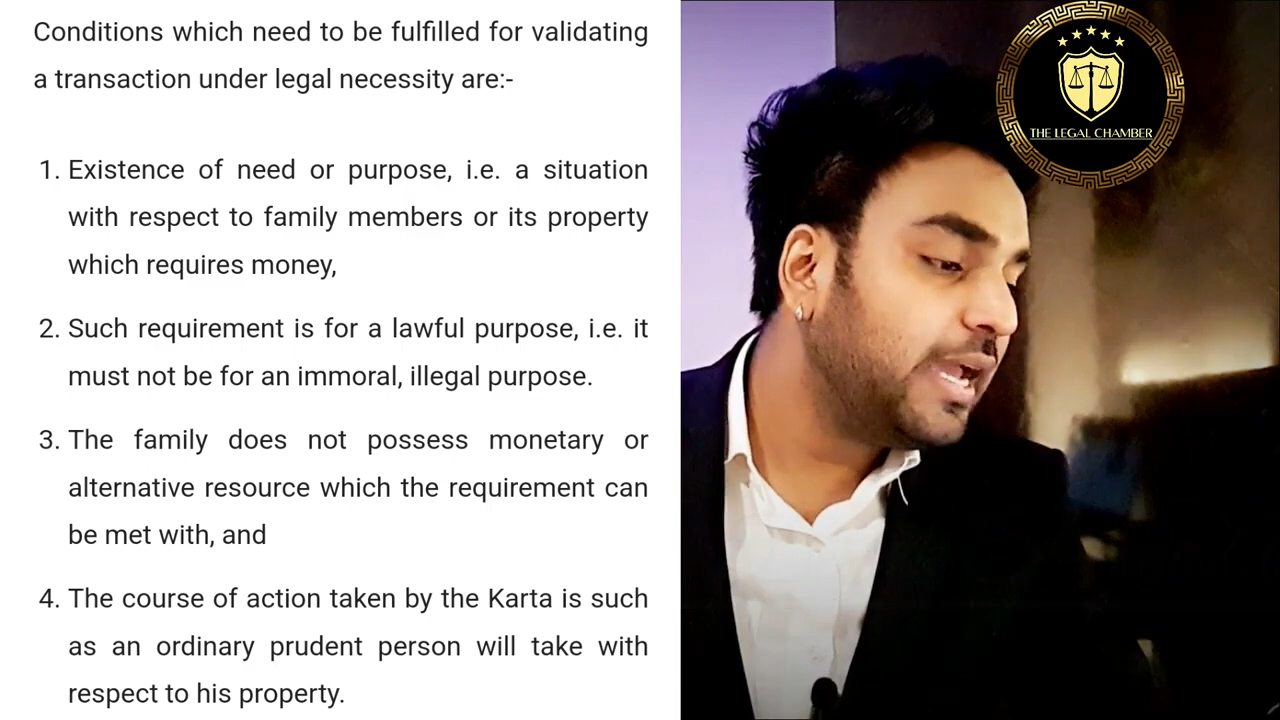 Conditions which need to be fulfilled for validating
a transaction under legal necessity are:-
1. Existence of need or purpose, i.e. a situation
with respect to family members or its property
which requires money,
2. Such requirement is for a lawful purpose, i.e. it
must not be for an immoral, illegal purpose.
3. The family does not possess monetary or
alternative resource which the requirement can
be met with, and
4. The course of action taken by the Karta is such
as an ordinary prudent person will take with
respect to his property.
THE LEGAL CHAMBER